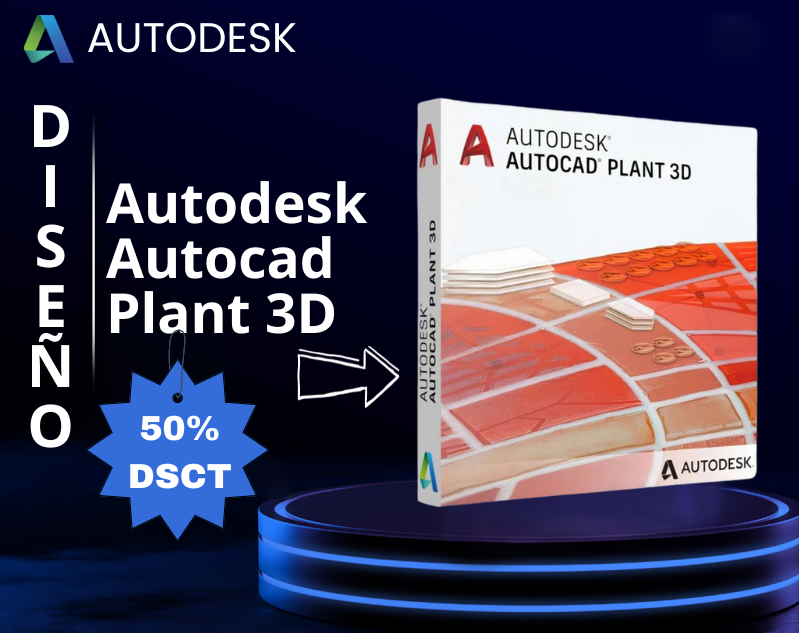 AUTODESK
DISEÑO
Autodesk
Autocad
Plant 3D
50%
DSCT
AUTODESK®
AUTOCAD® PLANT 3D
AUTODESK®
AUTOCAD® PLANT 3D
AUTODESK.